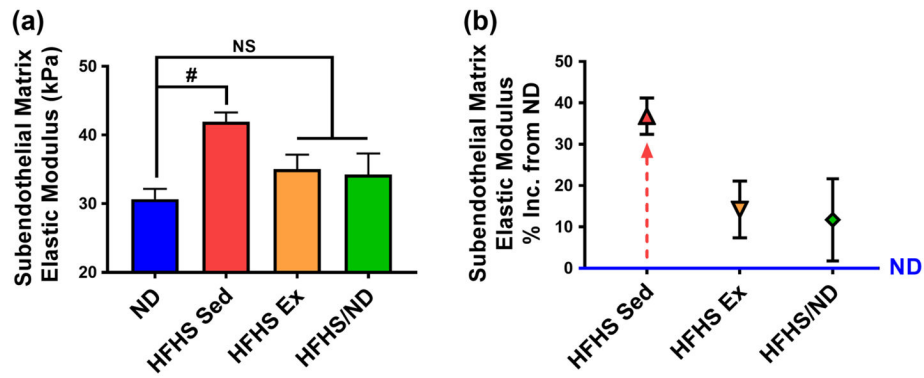 (a)
Subendothelial Matrix
Elastic Modulus (kPa)
50
40
30
20
NS
#
ND
HFHS Sed
HFHS Ex
HFHS/ND
(b)
Subendothelial Matrix
Elastic Modulus
% Inc. from ND
50
40
30
20
10
0
ND
HFHS Sed
HFHS Ex
HFHS/ND